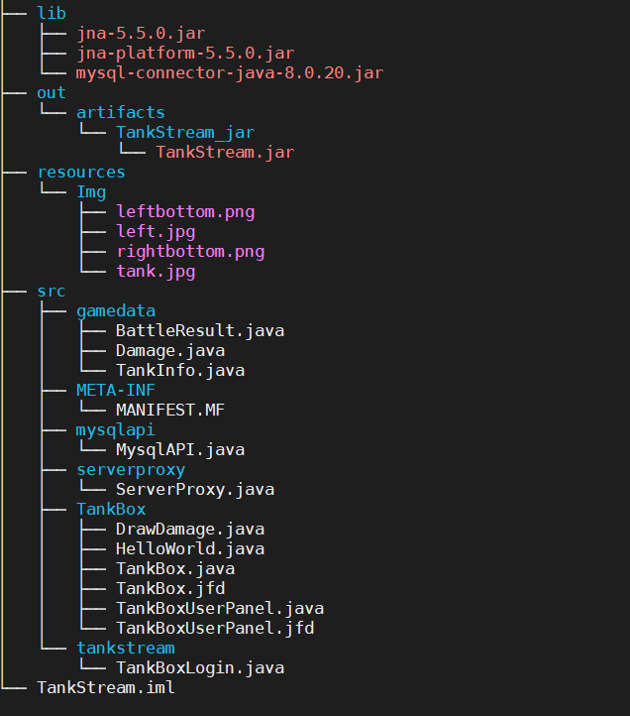 lib
jna-5.5.0.jar
jna-platform-5.5.0.jar
mysql-connector-java-8.0.20.jar
out
artifacts
TankStream_jar
TankStream.jar
resources
Img
leftbottom.png
left.jpg
rightbottom.png
tank.jpg
src
gamedata
BattleResult.java
Damage.java
TankInfo.java
META-INF
MANIFEST.MF
mysqlapi
MysqlAPI.java
serverproxy
ServerProxy.java
TankBox
DrawDamage.java
HelloWorld.java
TankBox.java
TankBox.jfd
TankBoxUserPanel.java
TankBoxUserPanel.jfd
tankstream
TankBoxLogin.java
TankStream.iml